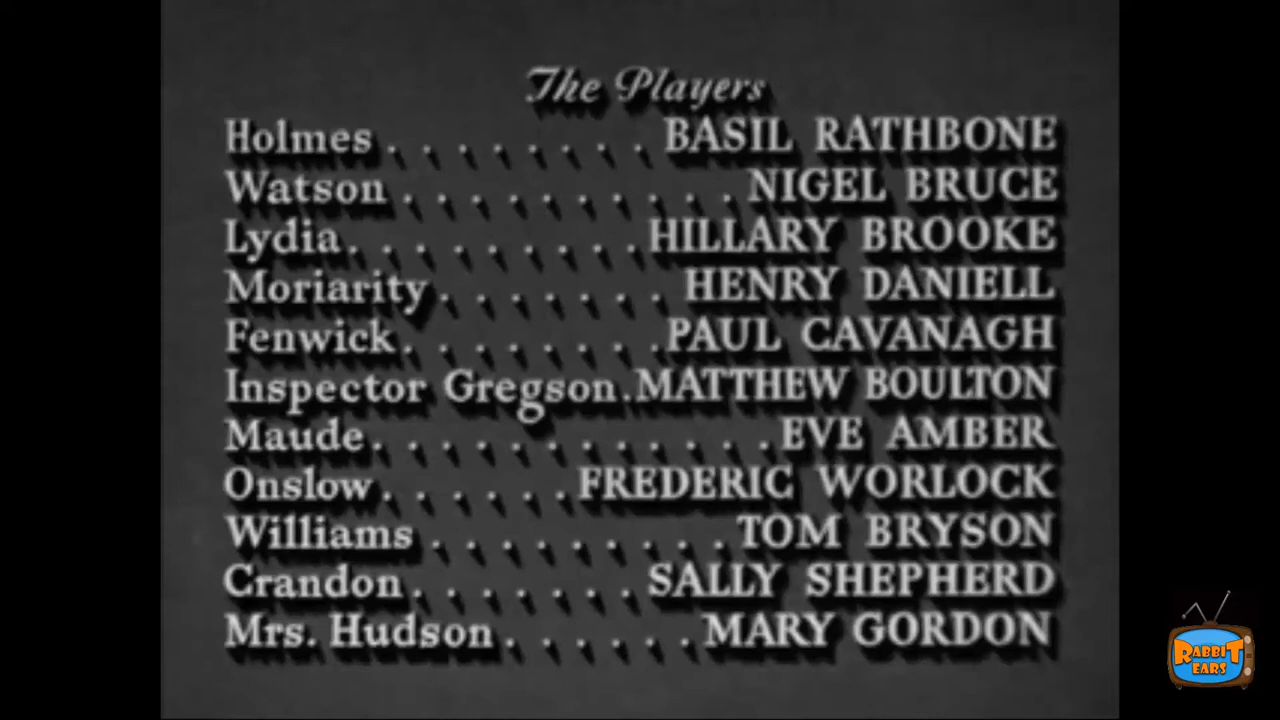 The Players
Holmes . . . . . . . . BASIL RATHBONE
Watson . . . . . . . . . . NIGEL BRUCE
Lydia. . . . . . . . . HILLARY BROOKE
Moriarity . . . . . . . HENRY DANIELL
Fenwick. . . . . . . . PAUL CAVANAGH
Inspector Gregson.MATTHEW BOULTON
Maude. . . . . . . . . . . . EVE AMBER
Onslow. . . . . . FREDERIC WORLOCK
Williams . . . . . . . . . TOM BRYSON
Crandon. . . . . . . SALLY SHEPHERD
Mrs. Hudson . . . . . . MARY GORDON
RABBIT
EARS